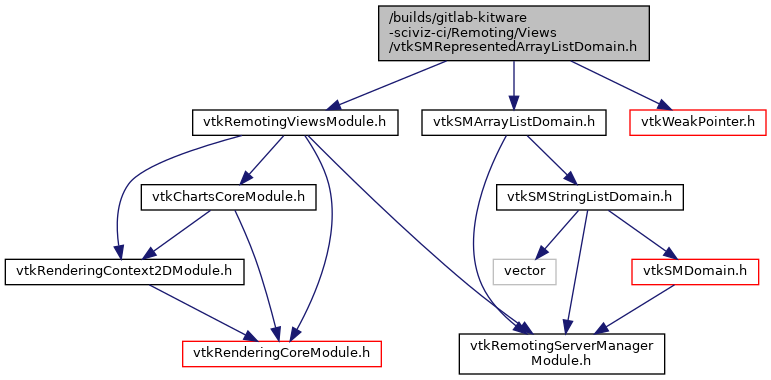 /builds/gitlab-kitware
-sciviz-ci/Remoting/Views
/vtkSMRepresentedArrayListDomain.h
vtkRemotingViewsModule.h
vtkSMArrayListDomain.h
vtkWeakPointer.h
vtkChartsCoreModule.h
vtkSMStringListDomain.h
vtkRenderingContext2DModule.h
vector
vtkSMDomain.h
vtkRenderingCoreModule.h
vtkRemotingServerManager
Module.h